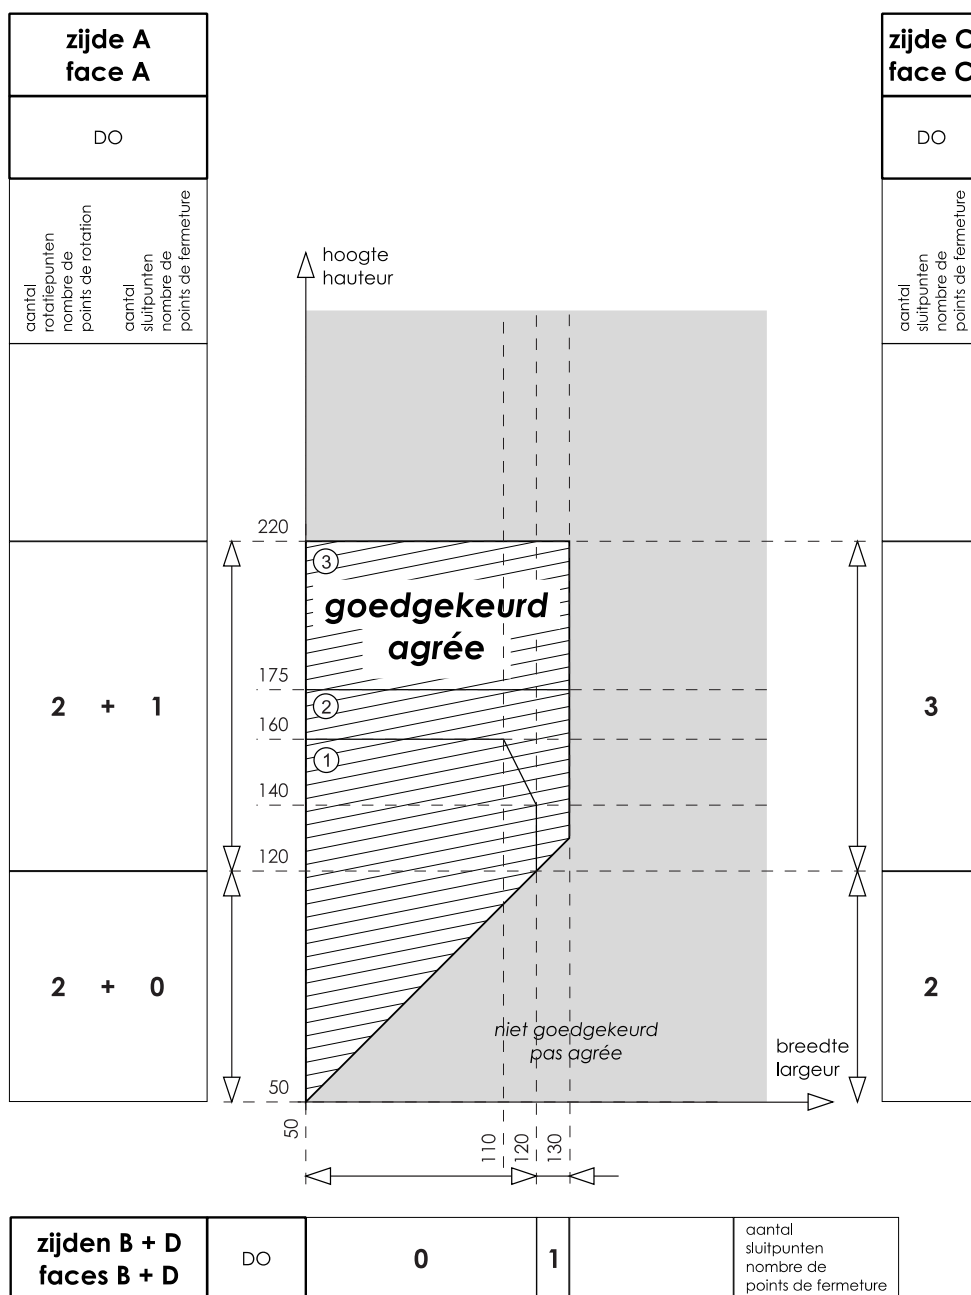 zijde A
face A
DO
aantal
rotatiepunten
nombre de
points de rotation
aantal
sluitpunten
nombre de
points de fermeture
zijde C
face C
DO
aantal
sluitpunten
nombre de
points de fermeture
hoogte
hauteur
220
3
goedgekeurd
agrée
175
2
160
1
140
120
50
2 + 1
3
2 + 0
2
niet goedgekeurd
pas agrée
breedte
largeur
50
110
120
130
zijden B + D
faces B + D
DO
0
1
aantal
sluitpunten
nombre de
points de fermeture